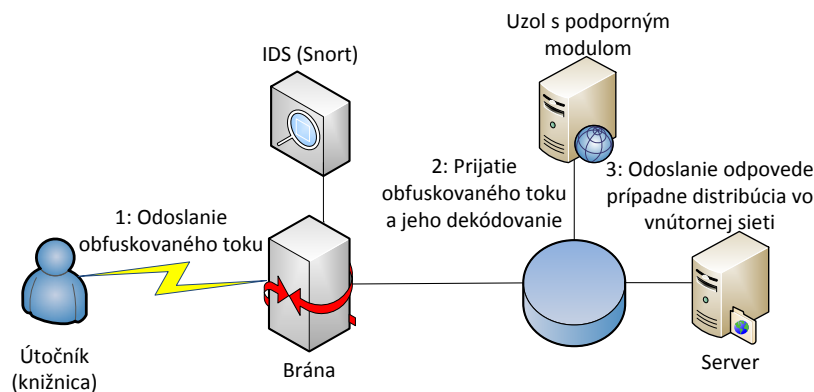 Uzol s podporným
modulom
IDS (Snort)
2: Prijatie
obfuskovaného toku
a jeho dekódovanie
3: Odoslanie odpovede
prípadne distribúcia vo
vnútornej sieti
1: Odoslanie
obfuskovaného toku
Útočník
(knižnica)
Brána
Server